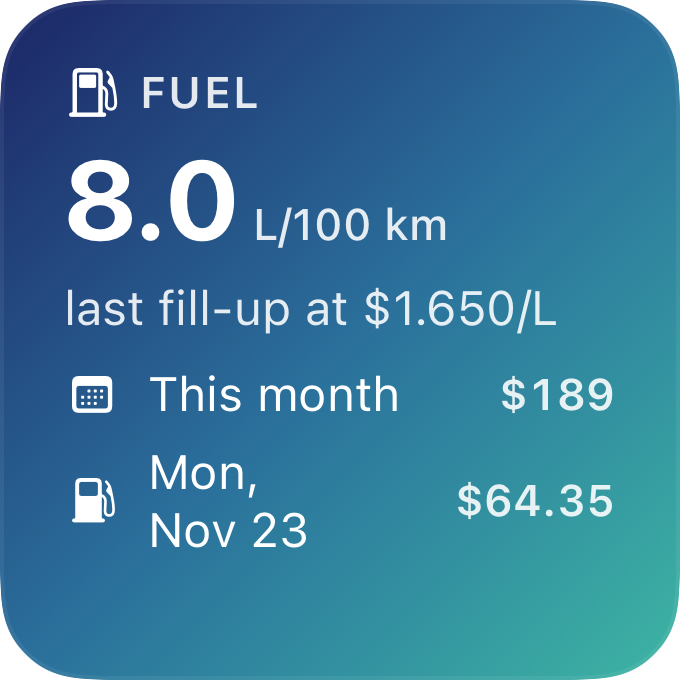 FUEL
8.0 L/100 km
last fill-up at $1.650/L
This month $189
Mon,
Nov 23 $64.35